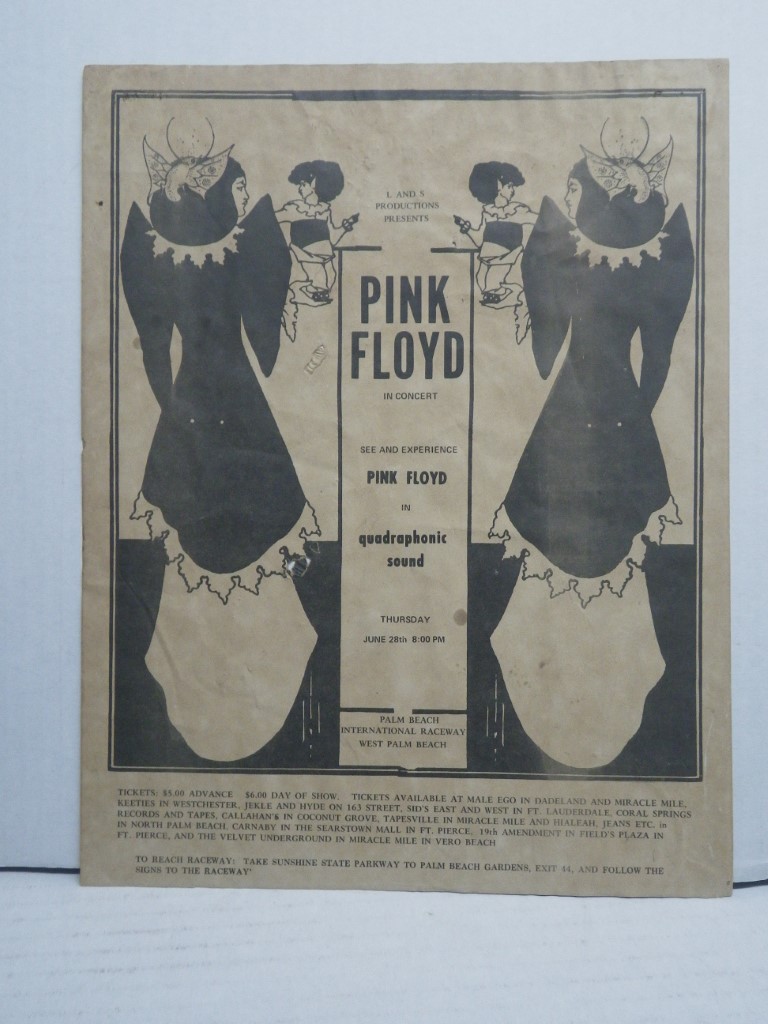 L AND S
PRODUCTIONS
PRESENTS
PINK
FLOYD
IN CONCERT
SEE AND EXPERIENCE
PINK FLOYD
IN
quadraphonic
sound
THURSDAY
JUNE 28th 8:00 PM
PALM BEACH
INTERNATIONAL RACEWAY
WEST PALM BEACH
TICKETS: $5.00 ADVANCE $6.00 DAY OF SHOW. TICKETS AVAILABLE AT MALE EGO IN DADELAND AND MIRACLE MILE,
KEETIES IN WESTCHESTER, JEKLE AND HYDE ON 163 STREET, SID'S EAST AND WEST IN FT. LAUDERDALE, CORAL SPRINGS
RECORDS AND TAPES, CALLAHAN'S IN COCONUT GROVE, TAPESVILLE IN MIRACLE MILE AND HIALEAH, JEANS ETC. in
IN NORTH PALM BEACH, CARNABY IN THE SEARSTOWN MALL IN FT. PIERCE, 19th AMENDMENT IN FIELD'S PLAZA IN
FT. PIERCE, AND THE VELVET UNDERGROUND IN MIRACLE MILE IN VERO BEACH
TO BEACH RACEWAY: TAKE SUNSHINE STATE PARKWAY TO PALM BEACH GARDENS, EXIT 44, AND FOLLOW THE
SIGNS TO THE RACEWAY'